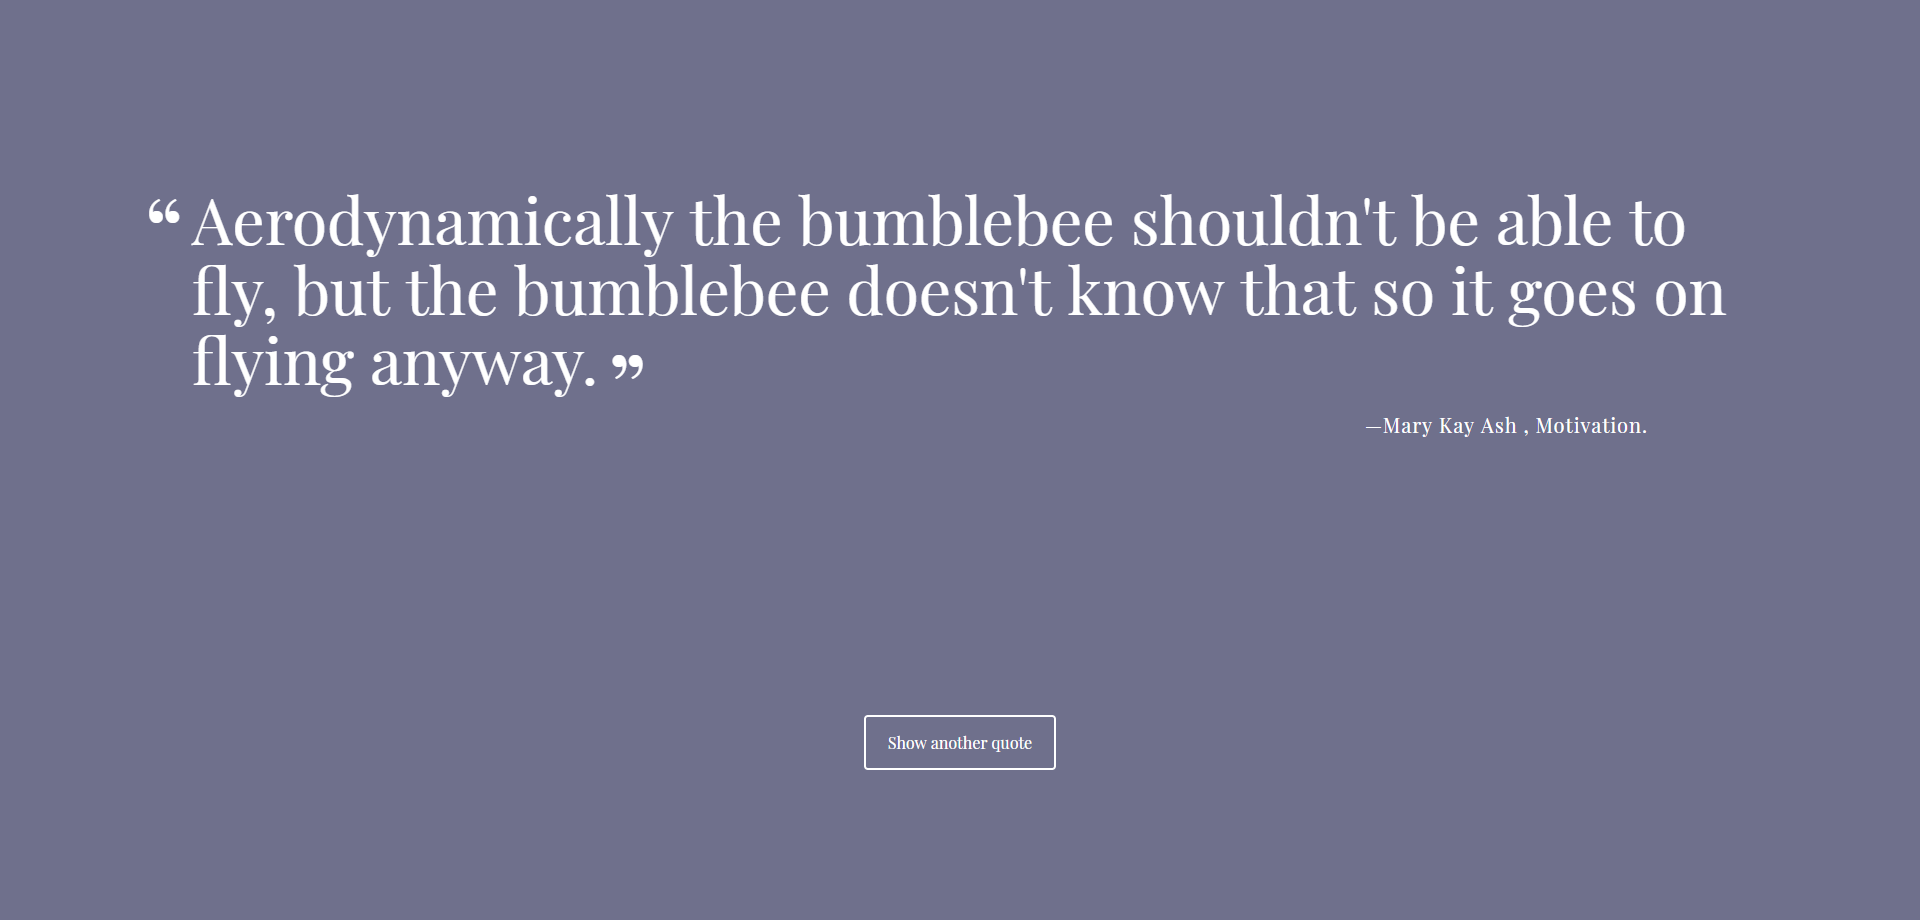 “ Aerodynamically the bumblebee shouldn't be able to
fly, but the bumblebee doesn't know that so it goes on
flying anyway. ”
—Mary Kay Ash , Motivation.
Show another quote